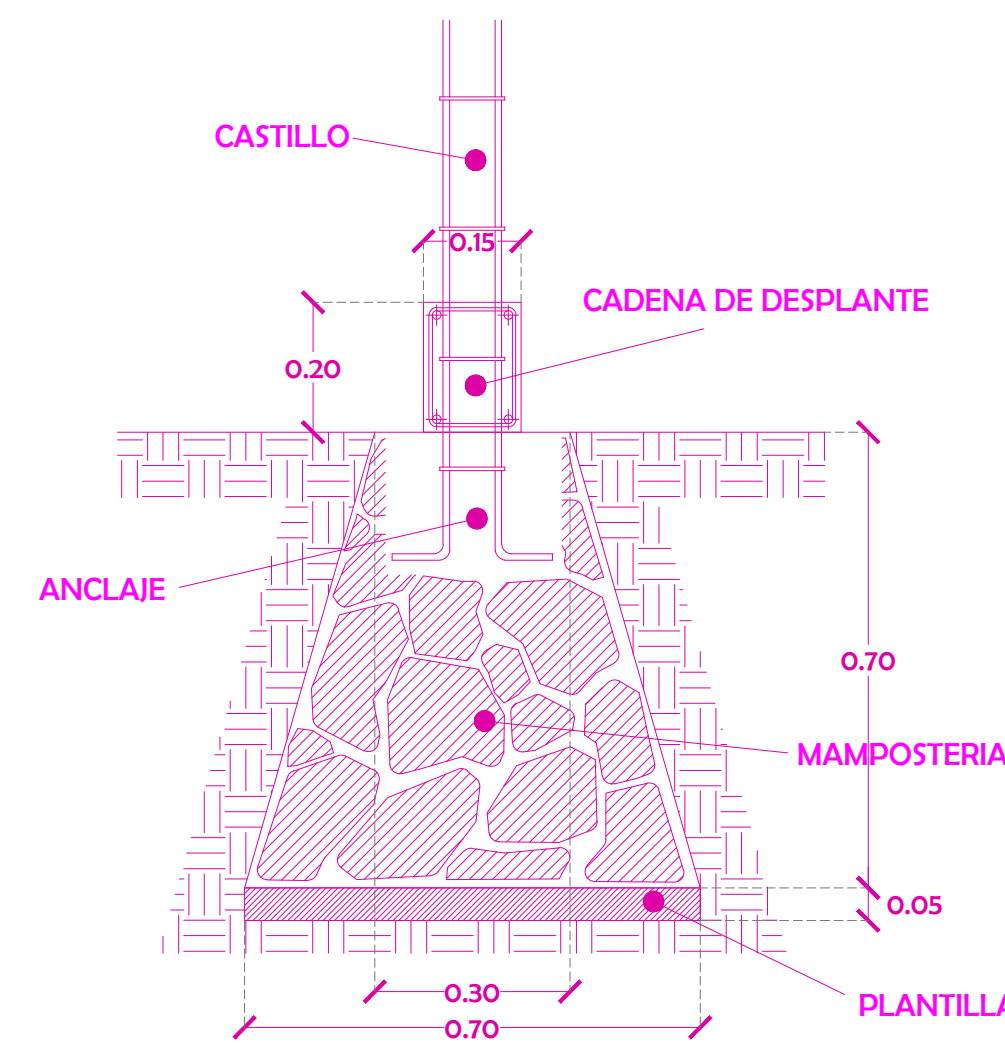 CASTILLO
0.15
CADENA DE DESPLANTE
0.20
ANCLAJE
0.70
MAMPOSTERIA
0.05
0.30
PLANTILLA
0.70